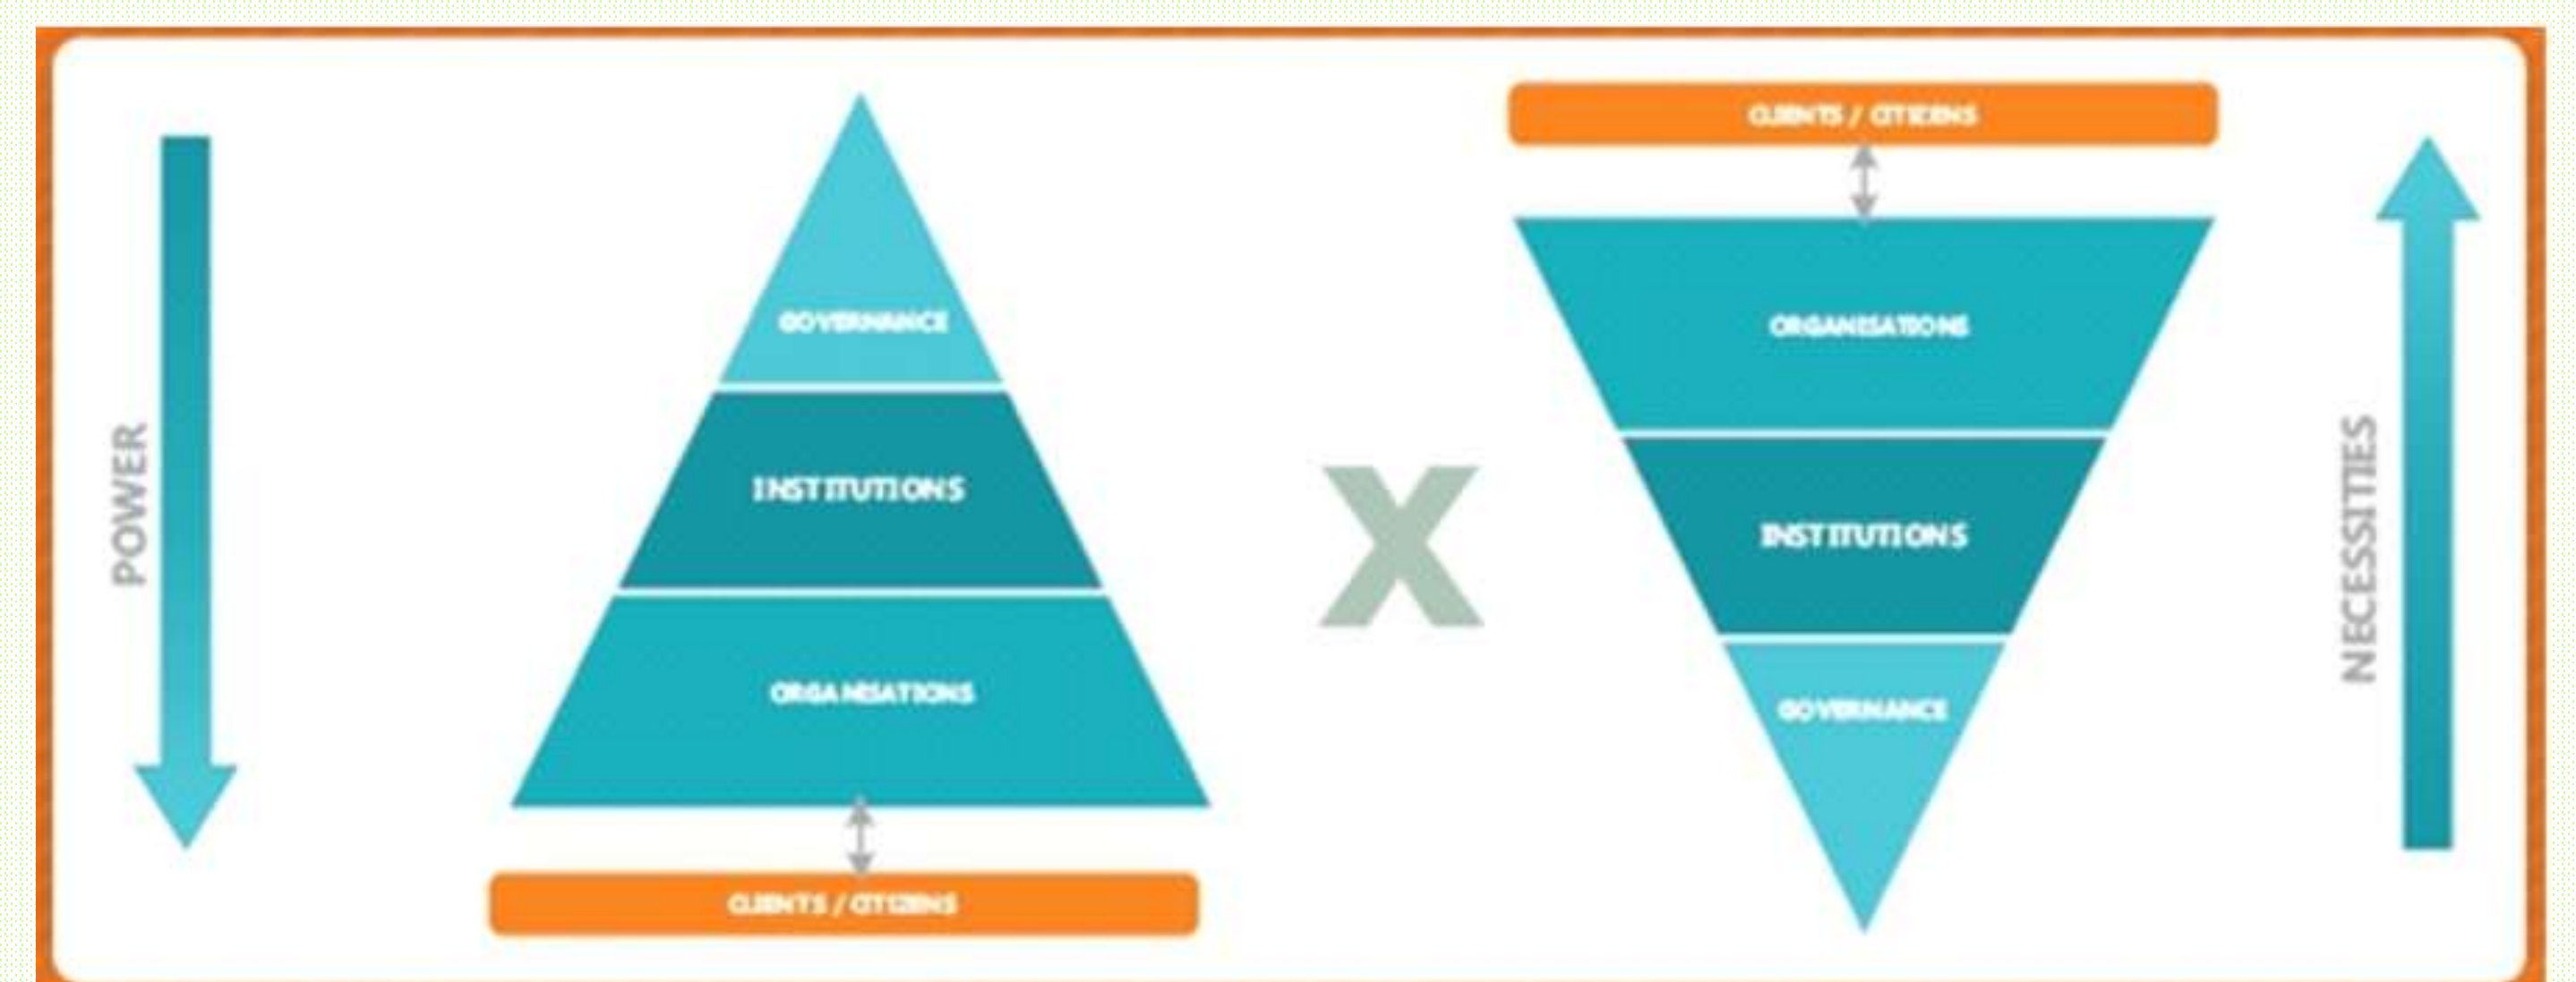 POWER
GOVERNANCE
INSTITUTIONS
ORGANISATIONS
CLIENTS / CITIZENS
X
CLIENTS / CITIZENS
ORGANISATIONS
INSTITUTIONS
GOVERNANCE
NECESSITIES